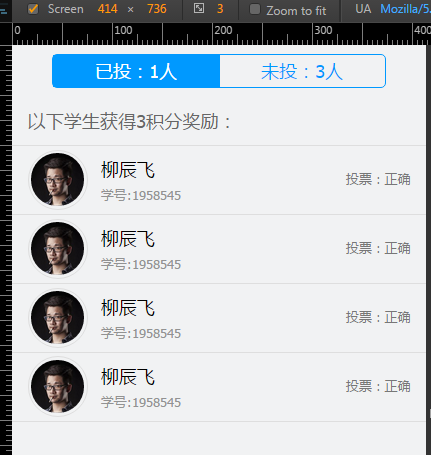 Screen 414 × 736 3 Zoom to fit UA Mozilla/5.
0 100 200 300 400
已投：1人 未投：3人
以下学生获得3积分奖励：
柳辰飞
学号:1958545
投票：正确
柳辰飞
学号:1958545
投票：正确
柳辰飞
学号:1958545
投票：正确
柳辰飞
学号:1958545
投票：正确